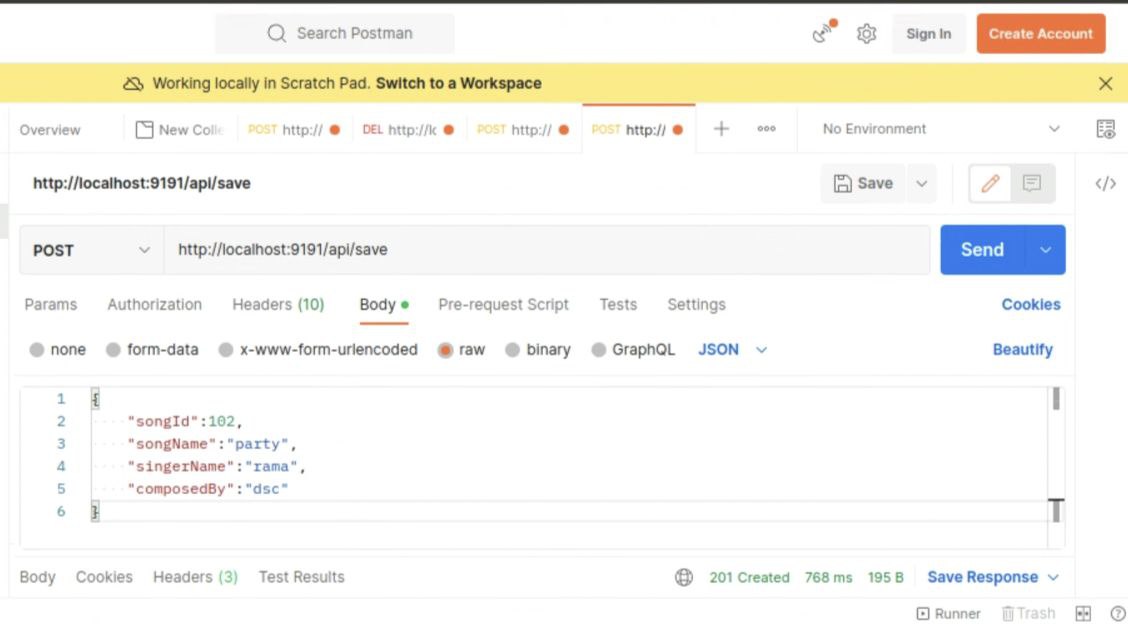 Search Postman
Sign In
Create Account
Working locally in Scratch Pad. Switch to a Workspace
Overview
New Colle
POST http://
DEL http://lc
POST http://
POST http://
No Environment
http://localhost:9191/api/save
Save
</>
POST
http://localhost:9191/api/save
Send
Params Authorization Headers (10) Body Pre-request Script Tests Settings Cookies
none form-data x-www-form-urlencoded raw binary GraphQL JSON Beautify
1 {
2 "songId":102,
3 "songName":"party",
4 "singerName":"rama",
5 "composedBy":"dsc"
6 }
Body Cookies Headers (3) Test Results 201 Created 768 ms 195 B Save Response
Runner Trash